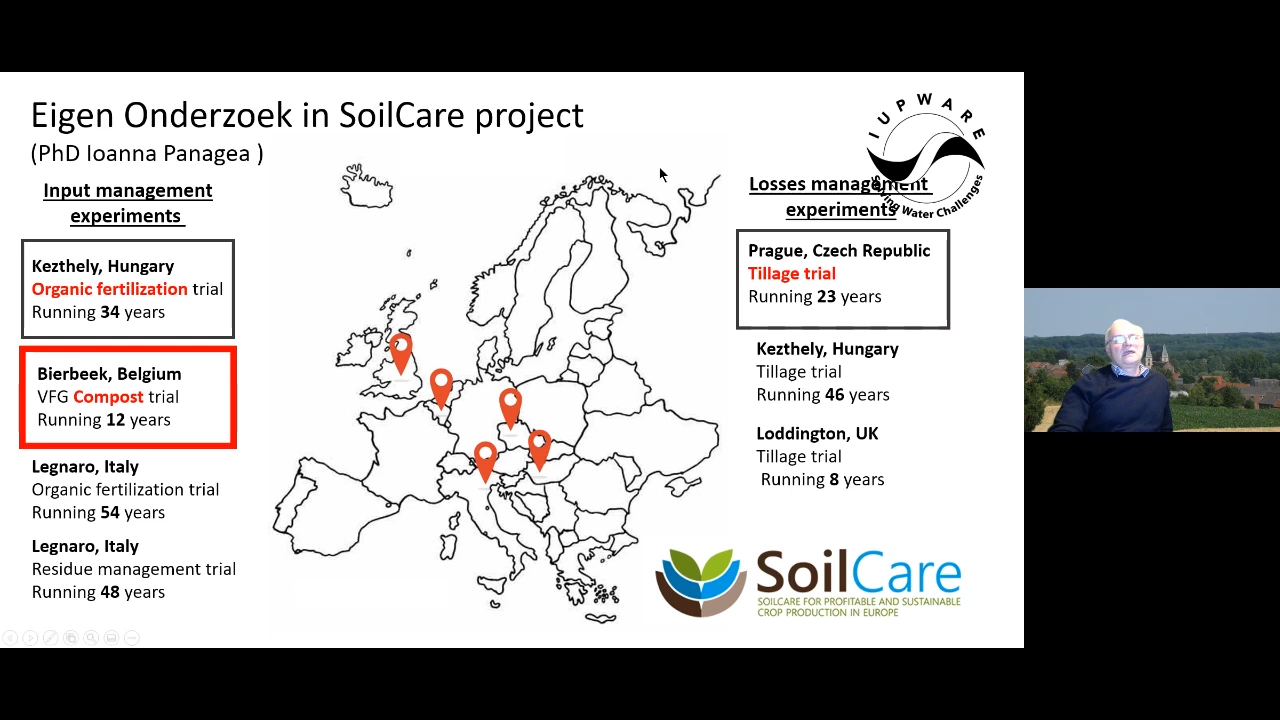 Eigen Onderzoek in SoilCare project
(PhD Ioanna Panagea )
Input management
experiments
Kezthely, Hungary
Organic fertilization trial
Running 34 years
Bierbeek, Belgium
VFG Compost trial
Running 12 years
Legnaro, Italy
Organic fertilization trial
Running 54 years
Legnaro, Italy
Residue management trial
Running 48 years
IUPWARE
Solving Water Challenges
Losses management
experiments
Prague, Czech Republic
Tillage trial
Running 23 years
Kezthely, Hungary
Tillage trial
Running 46 years
Loddington, UK
Tillage trial
Running 8 years
SoilCare
SOILCARE FOR PROFITABLE AND SUSTAINABLE
CROP PRODUCTION IN EUROPE